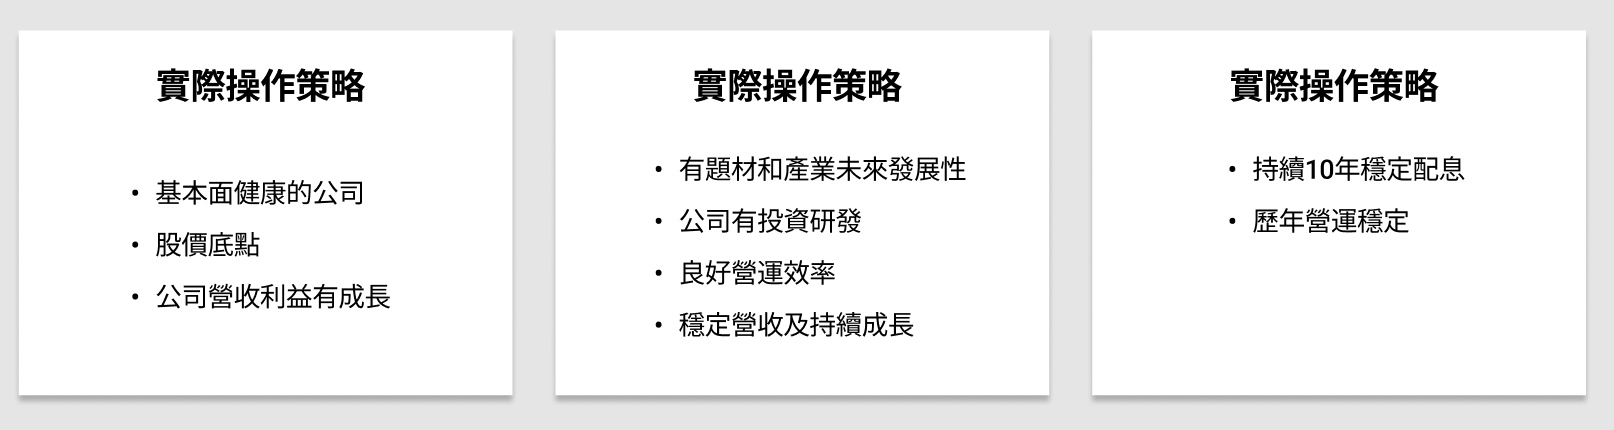 實際操作策略
• 基本面健康的公司
• 股價底點
• 公司營收利益有成長
實際操作策略
• 有題材和產業未來發展性
• 公司有投資研發
• 良好營運效率
• 穩定營收及持續成長
實際操作策略
• 持續10年穩定配息
• 歷年營運穩定